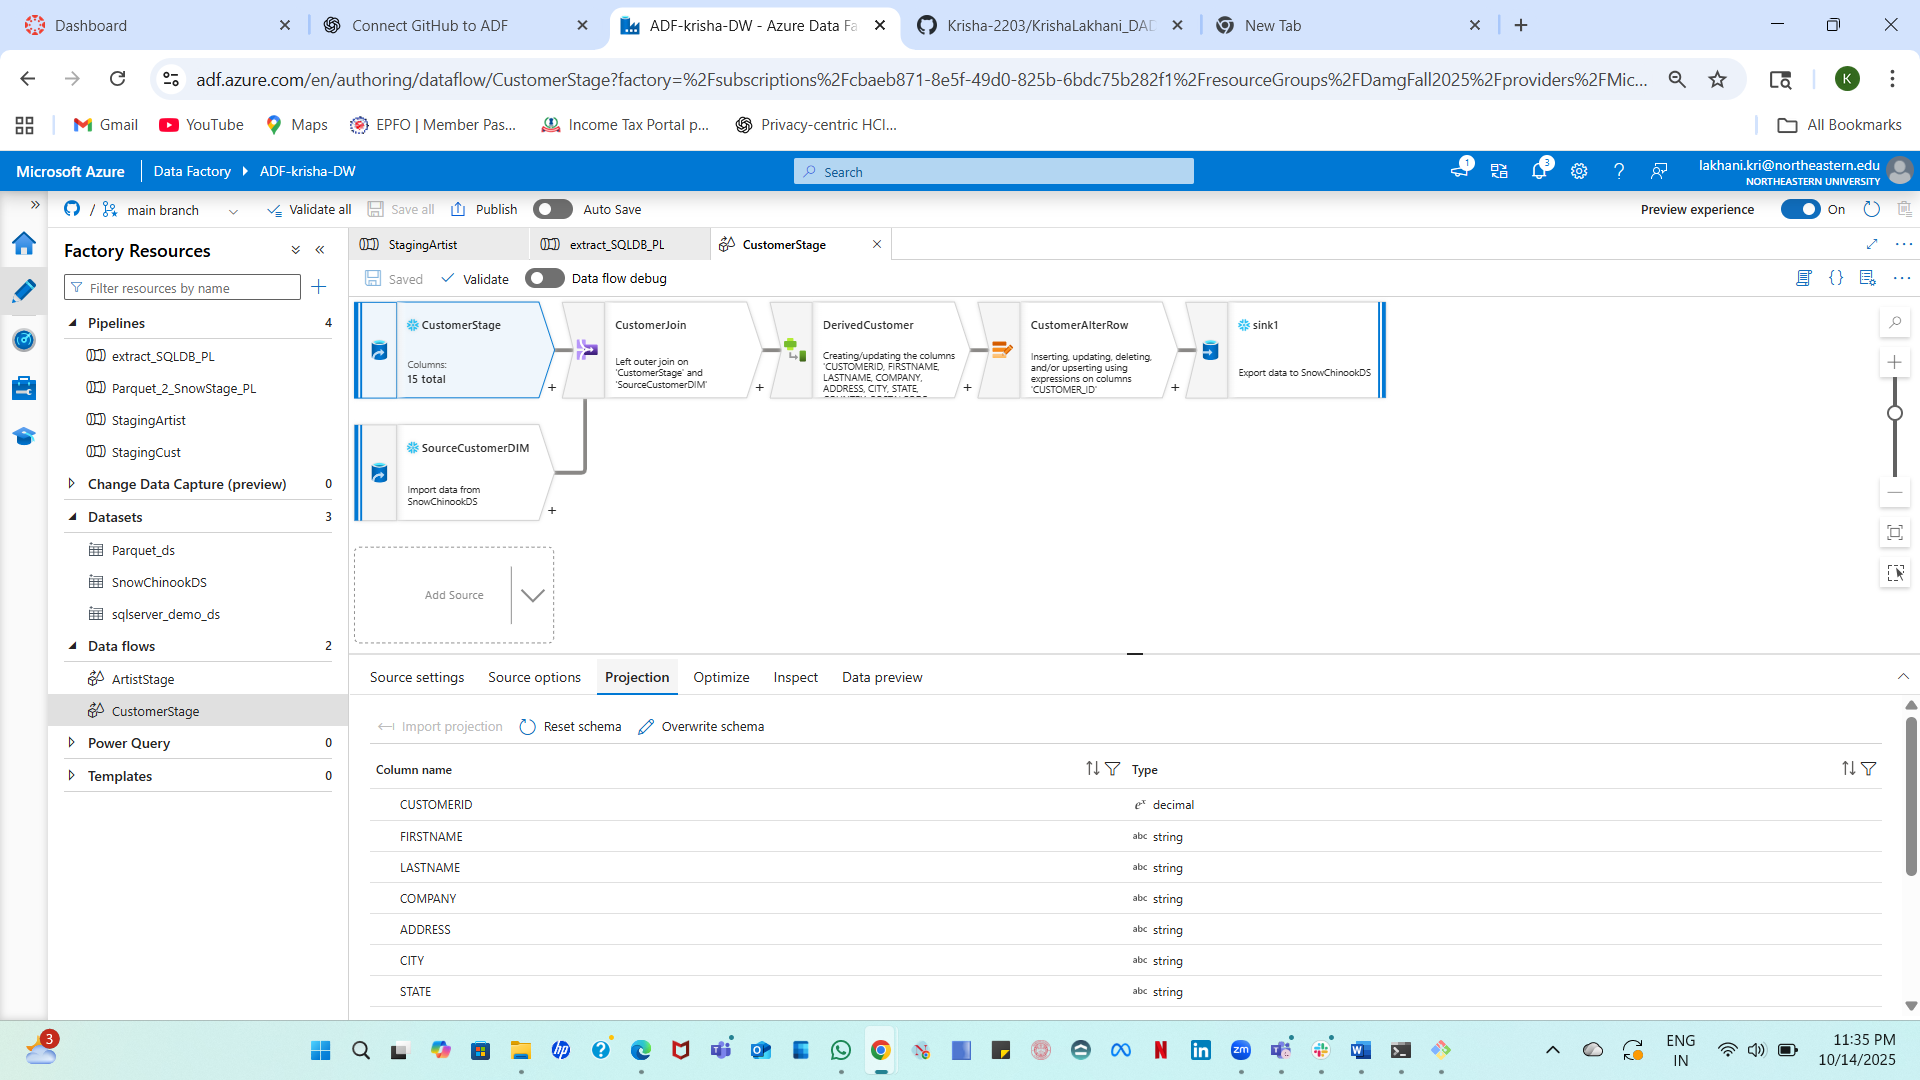 Dashboard
Connect GitHub to ADF
ADF-krisha-DW - Azure Data Fa
Krisha-2203/KrishaLakhani_DAD
New Tab
adf.azure.com/en/authoring/dataflow/CustomerStage?factory=%2Fsubscriptions%2Fcbaeb871-8e5f-49d0-825b-6bdc75b282f1%2FresourceGroups%2FDamgFall2025%2Fproviders%2FMic...
K
Gmail
YouTube
Maps
EPFO | Member Pas...
Income Tax Portal p...
Privacy-centric HCI...
All Bookmarks
Microsoft Azure
Data Factory
ADF-krisha-DW
Search
1
3
lakhani.kri@northeastern.edu
NORTHEASTERN UNIVERSITY
/
main branch
Validate all
Save all
Publish
Auto Save
Preview experience
On
Factory Resources
StagingArtist
extract_SQLDB_PL
CustomerStage
Filter resources by name
Saved
Validate
Data flow debug
Pipelines 4
extract_SQLDB_PL
Parquet_2_SnowStage_PL
StagingArtist
StagingCust
Change Data Capture (preview) 0
Datasets 3
Parquet_ds
SnowChinookDS
sqlserver_demo_ds
Data flows 2
ArtistStage
CustomerStage
Power Query 0
Templates 0
CustomerStage
Columns:
15 total
CustomerJoin
Left outer join on
'CustomerStage' and
'SourceCustomerDIM'
DerivedCustomer
Creating/updating the columns
'CUSTOMERID, FIRSTNAME,
LASTNAME, COMPANY,
ADDRESS, CITY, STATE,
CustomerAlterRow
Inserting, updating, deleting,
and/or upserting using
expressions on columns
'CUSTOMER_ID'
sink1
Export data to SnowChinookDS
SourceCustomerDIM
Import data from
SnowChinookDS
Add Source
Source settings
Source options
Projection
Optimize
Inspect
Data preview
Import projection
Reset schema
Overwrite schema
Column name
Type
CUSTOMERID
decimal
FIRSTNAME
abc string
LASTNAME
abc string
COMPANY
abc string
ADDRESS
abc string
CITY
abc string
STATE
abc string
3
ENG
IN
11:35 PM
10/14/2025